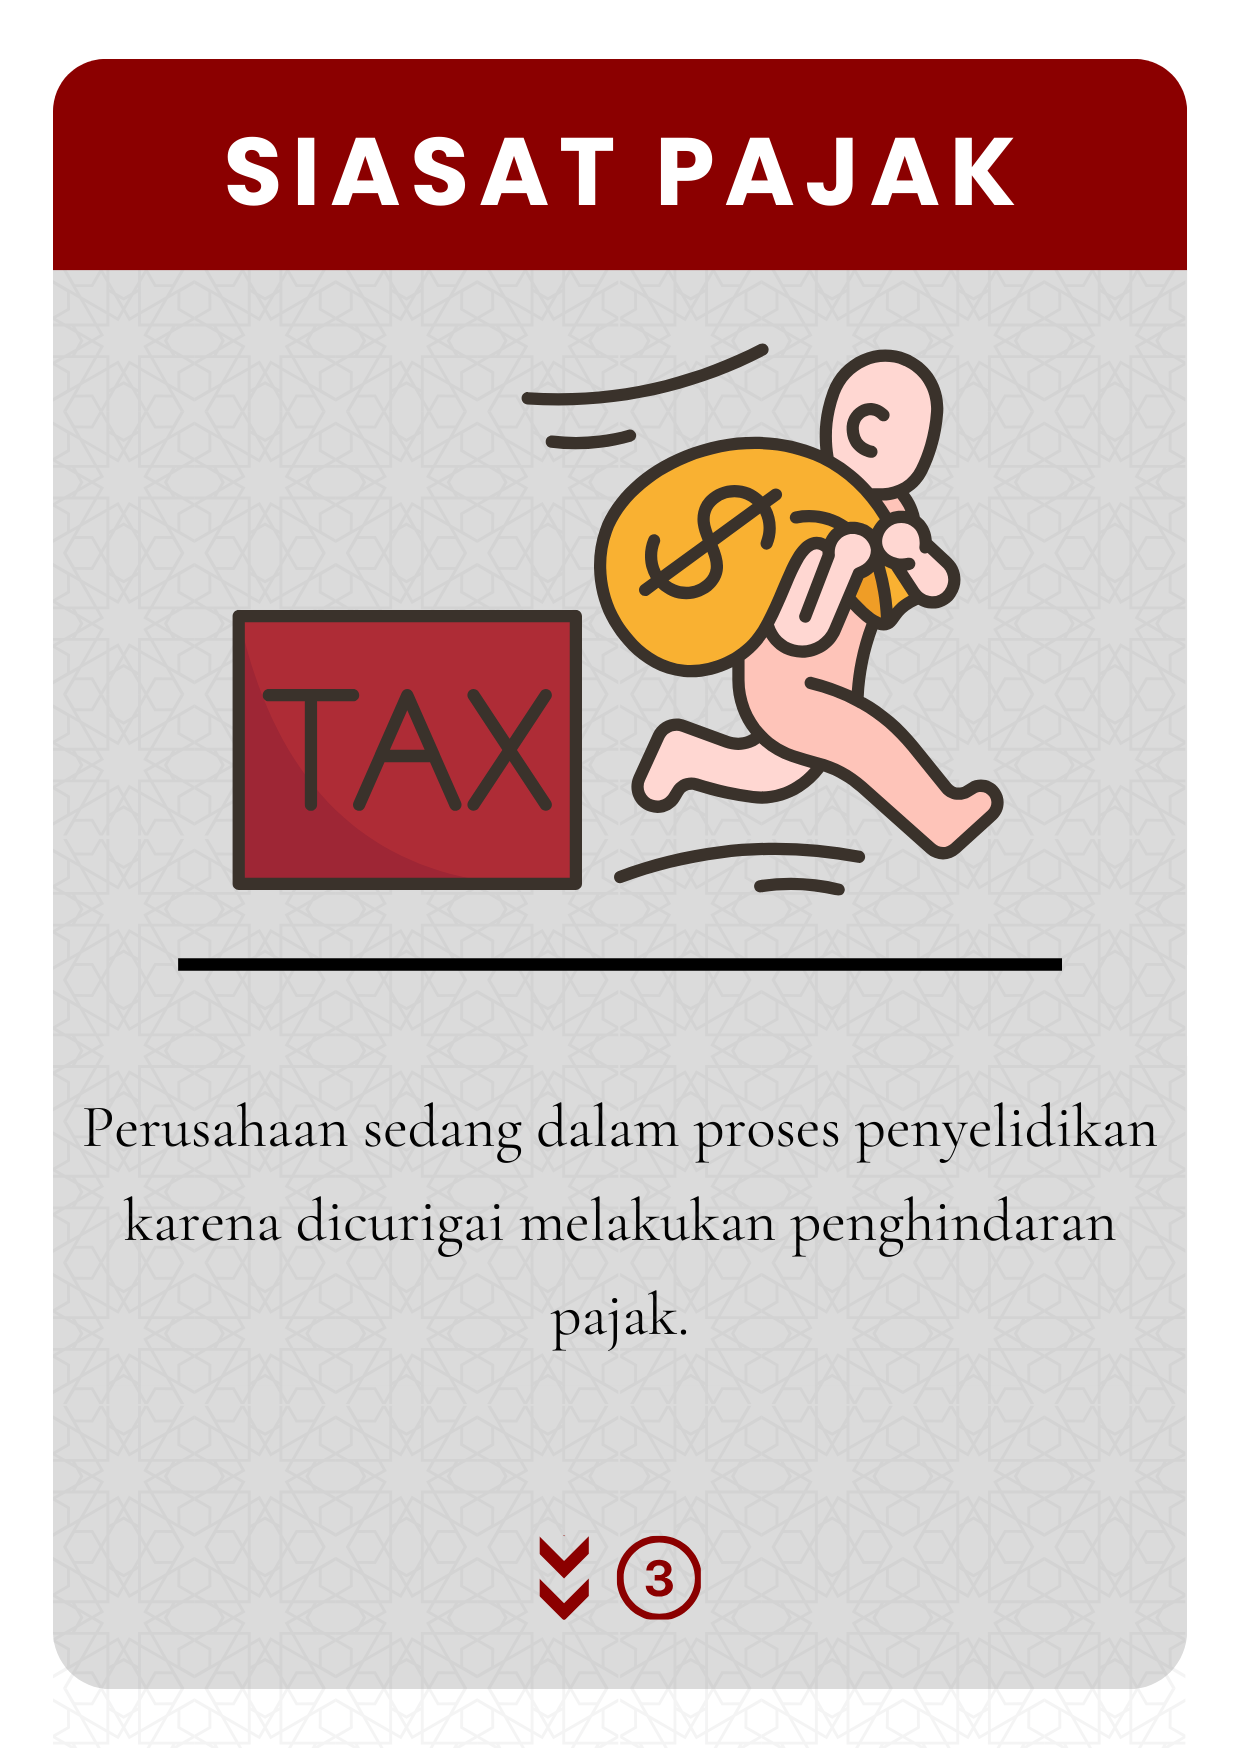 SIASAT PAJAK
$
TAX
Perusahaan sedang dalam proses penyelidikan
karena dicurigai melakukan penghindaran
pajak.
3